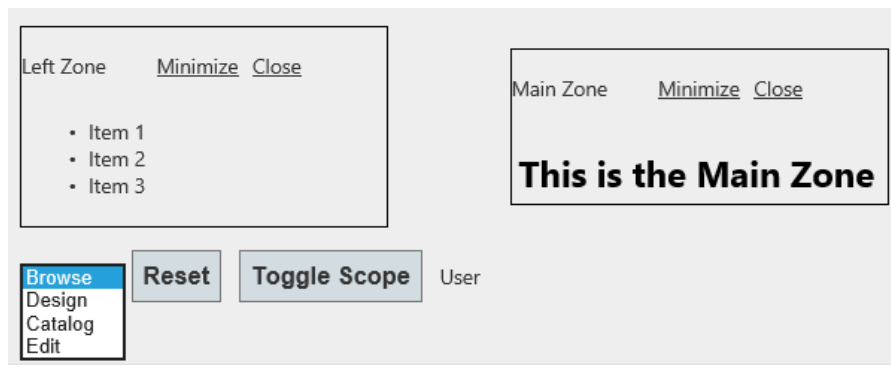 Left Zone Minimize Close
• Item 1
• Item 2
• Item 3
Main Zone Minimize Close
This is the Main Zone
Browse
Design
Catalog
Edit
Reset
Toggle Scope
User